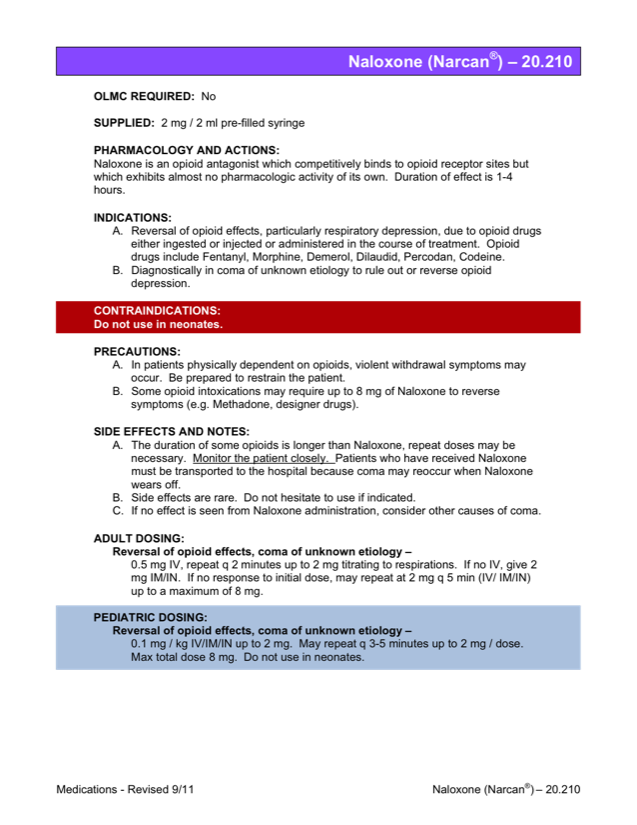 Naloxone (Narcan®) – 20.210
OLMC REQUIRED: No
SUPPLIED: 2 mg / 2 ml pre-filled syringe
PHARMACOLOGY AND ACTIONS:
Naloxone is an opioid antagonist which competitively binds to opioid receptor sites but
which exhibits almost no pharmacologic activity of its own. Duration of effect is 1-4
hours.
INDICATIONS:
A. Reversal of opioid effects, particularly respiratory depression, due to opioid drugs
either ingested or injected or administered in the course of treatment. Opioid
drugs include Fentanyl, Morphine, Demerol, Dilaudid, Percodan, Codeine.
B. Diagnostically in coma of unknown etiology to rule out or reverse opioid
depression.
CONTRAINDICATIONS:
Do not use in neonates.
PRECAUTIONS:
A. In patients physically dependent on opioids, violent withdrawal symptoms may
occur. Be prepared to restrain the patient.
B. Some opioid intoxications may require up to 8 mg of Naloxone to reverse
symptoms (e.g. Methadone, designer drugs).
SIDE EFFECTS AND NOTES:
A. The duration of some opioids is longer than Naloxone, repeat doses may be
necessary. Monitor the patient closely. Patients who have received Naloxone
must be transported to the hospital because coma may reoccur when Naloxone
wears off.
B. Side effects are rare. Do not hesitate to use if indicated.
C. If no effect is seen from Naloxone administration, consider other causes of coma.
ADULT DOSING:
Reversal of opioid effects, coma of unknown etiology –
0.5 mg IV, repeat q 2 minutes up to 2 mg titrating to respirations. If no IV, give 2
mg IM/IN. If no response to initial dose, may repeat at 2 mg q 5 min (IV/ IM/IN)
up to a maximum of 8 mg.
PEDIATRIC DOSING:
Reversal of opioid effects, coma of unknown etiology –
0.1 mg / kg IV/IM/IN up to 2 mg. May repeat q 3-5 minutes up to 2 mg / dose.
Max total dose 8 mg. Do not use in neonates.
Medications - Revised 9/11
Naloxone (Narcan®) – 20.210